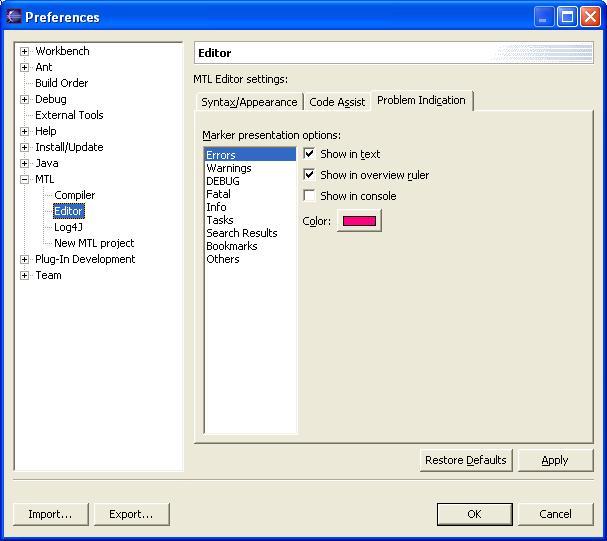 Preferences
Workbench
Ant
Build Order
Debug
External Tools
Help
Install/Update
Java
MTL
Compiler
Editor
Log4J
New MTL project
Plug-In Development
Team
Editor
MTL Editor settings:
Syntax/Appearance Code Assist Problem Indication
Marker presentation options:
Errors
Warnings
DEBUG
Fatal
Info
Tasks
Search Results
Bookmarks
Others
Show in text
Show in overview ruler
Show in console
Color:
Restore Defaults Apply
Import... Export... OK Cancel